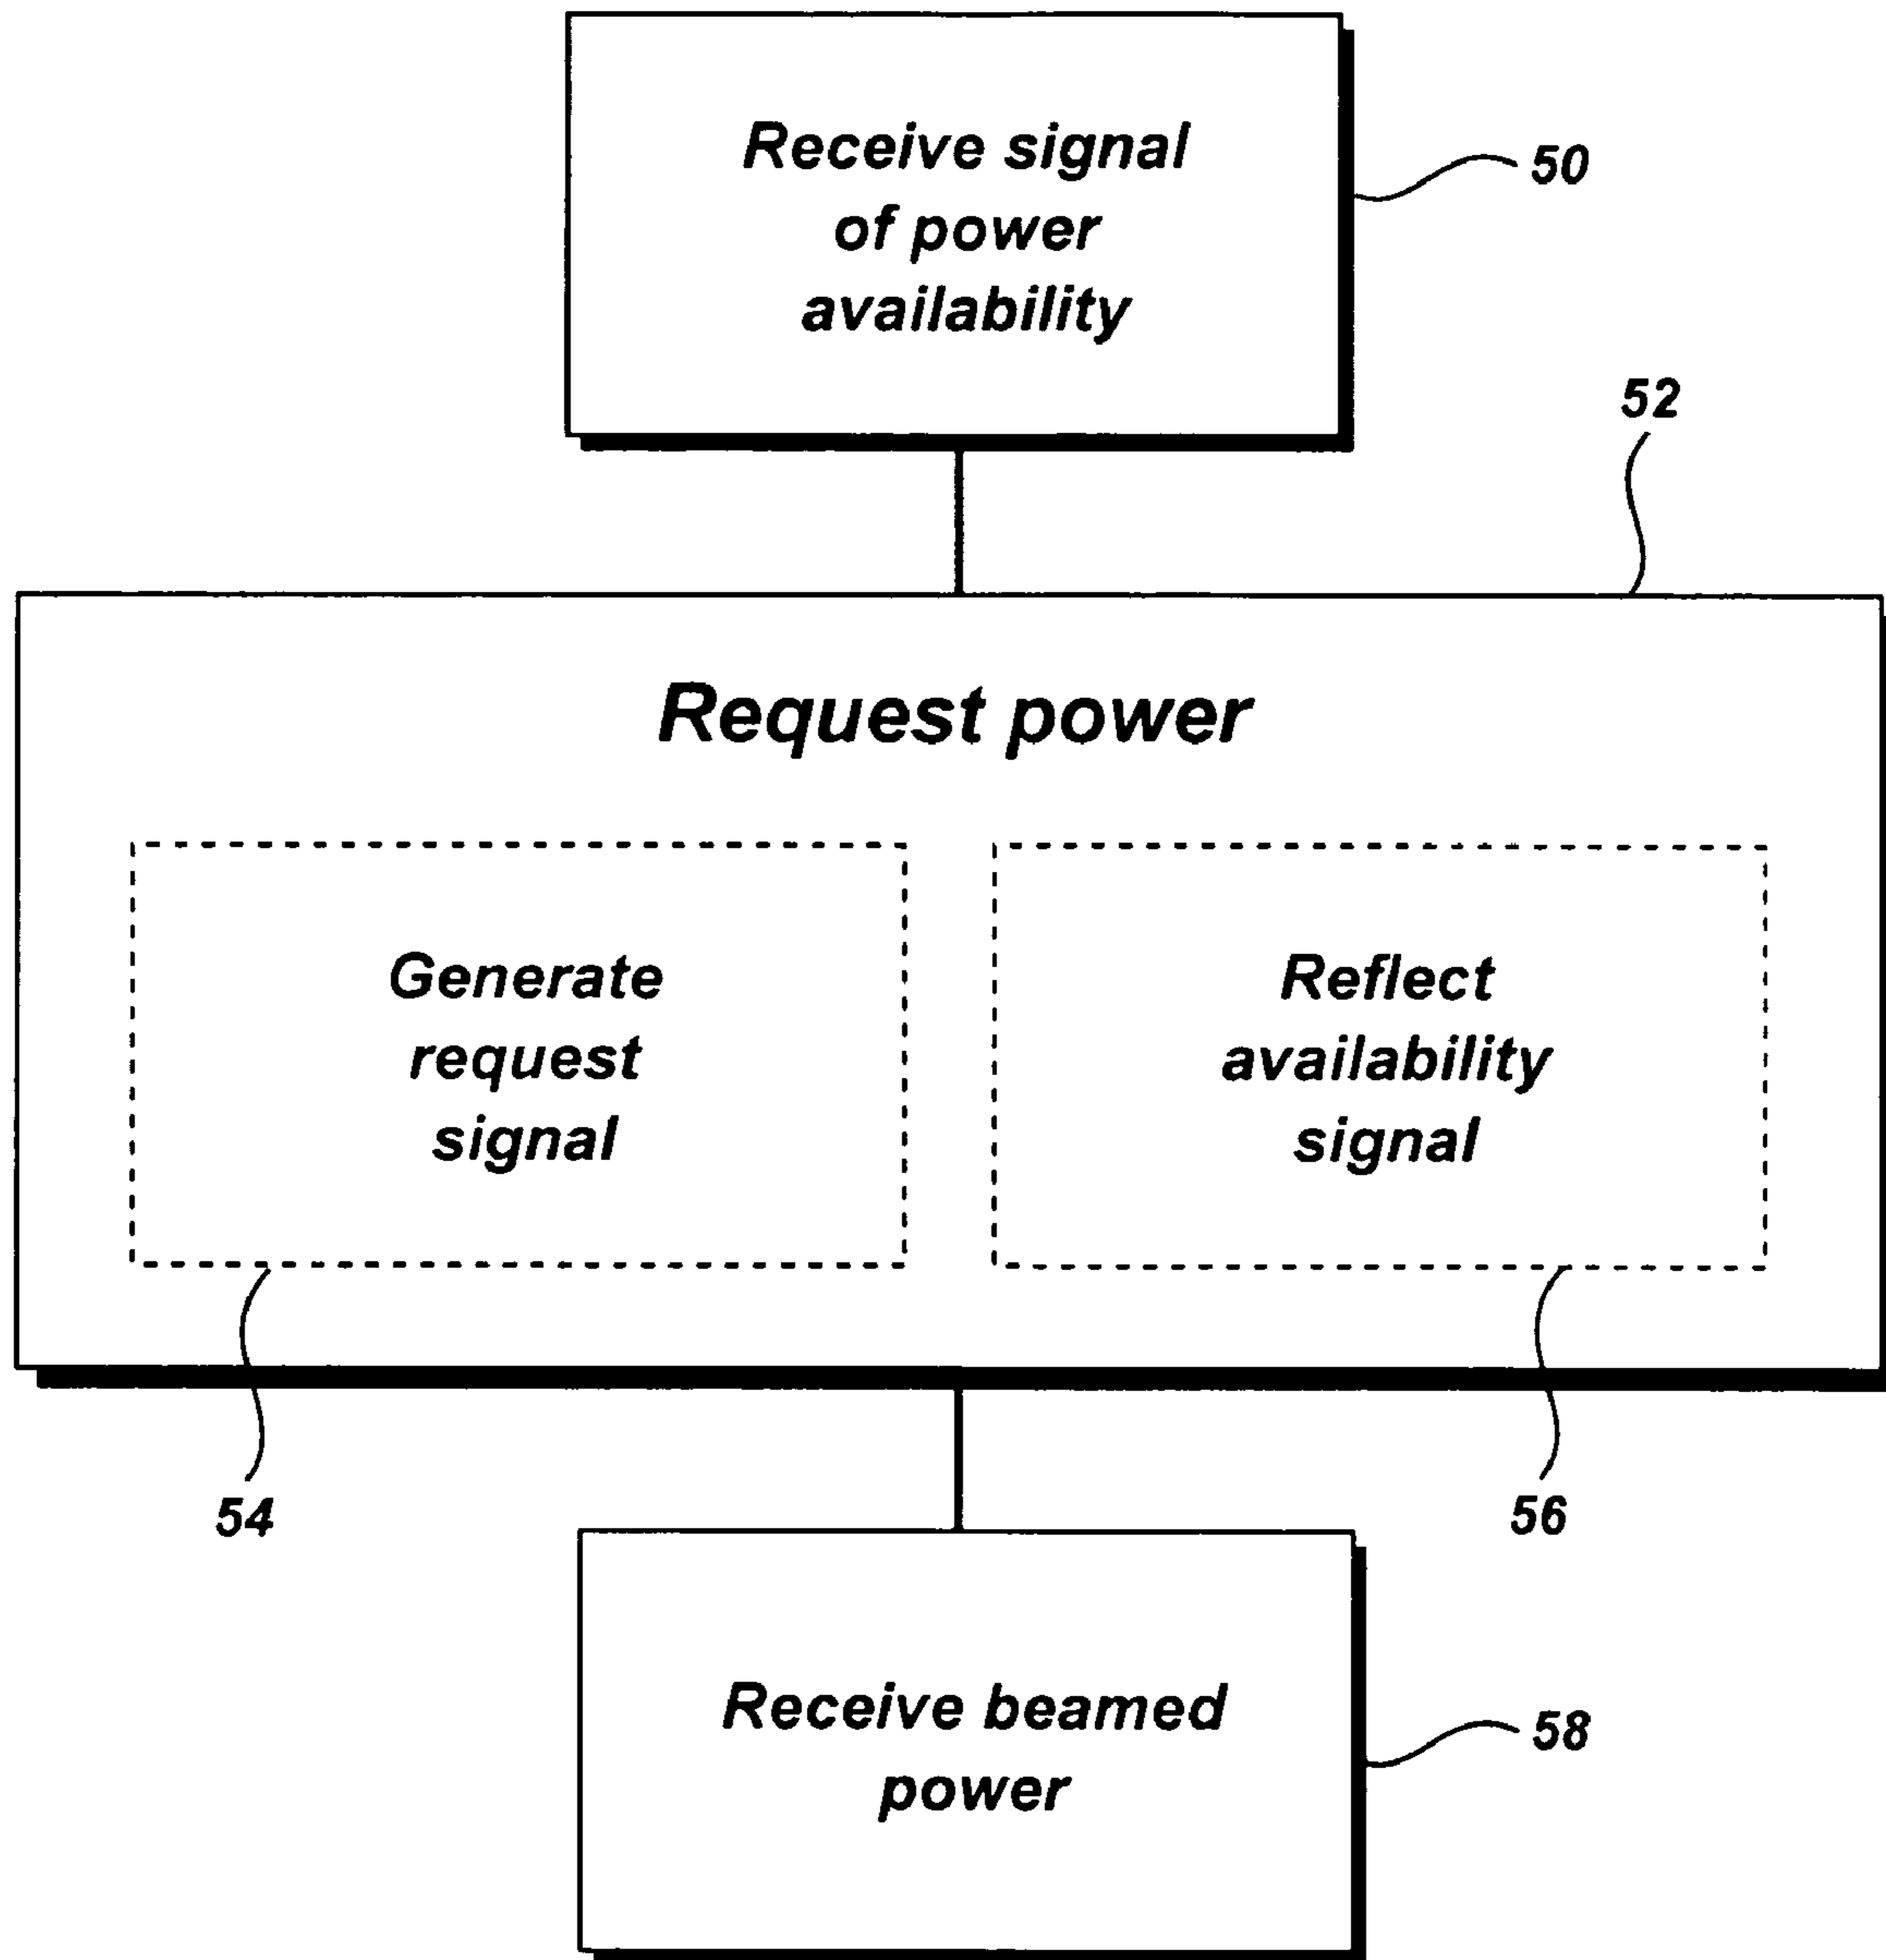 Receive signal
of power
availability
50
52
Request power
Generate
request
signal
Reflect
availability
signal
54
56
Receive beamed
power
58